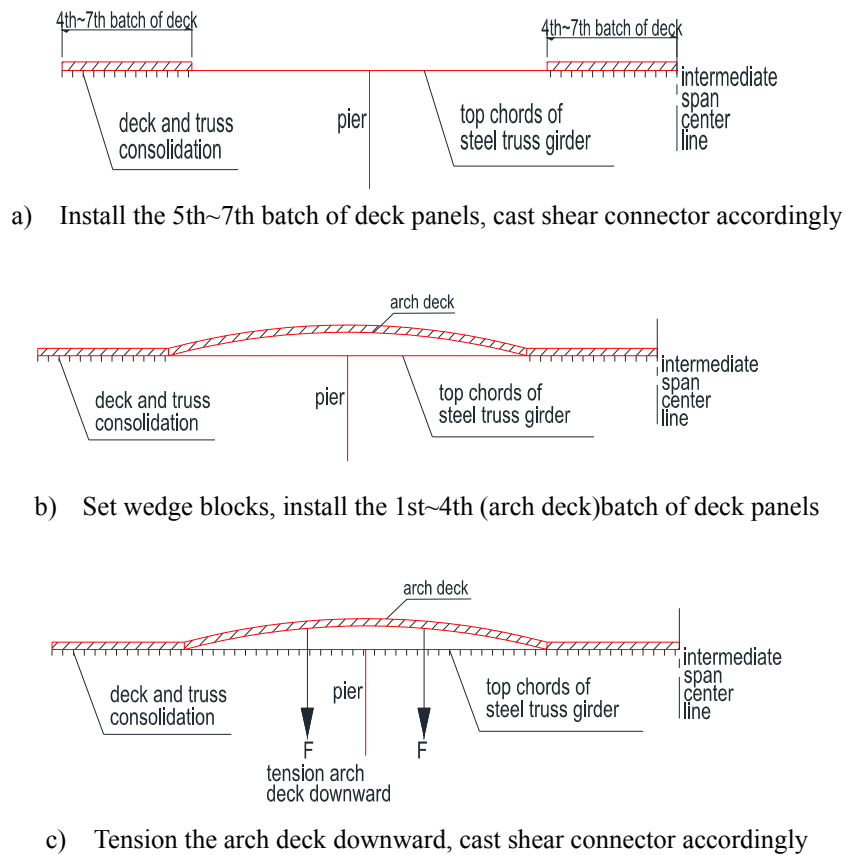 4th~7th batch of deck
4th~7th batch of deck
deck and truss
consolidation
pier
top chords of
steel truss girder
intermediate
span
center
line
a) Install the 5th~7th batch of deck panels, cast shear connector accordingly
arch deck
deck and truss
consolidation
pier
top chords of
steel truss girder
intermediate
span
center
line
b) Set wedge blocks, install the 1st~4th (arch deck)batch of deck panels
arch deck
deck and truss
consolidation
pier
top chords of
steel truss girder
intermediate
span
center
line
F
F
tension arch
deck downward
c) Tension the arch deck downward, cast shear connector accordingly